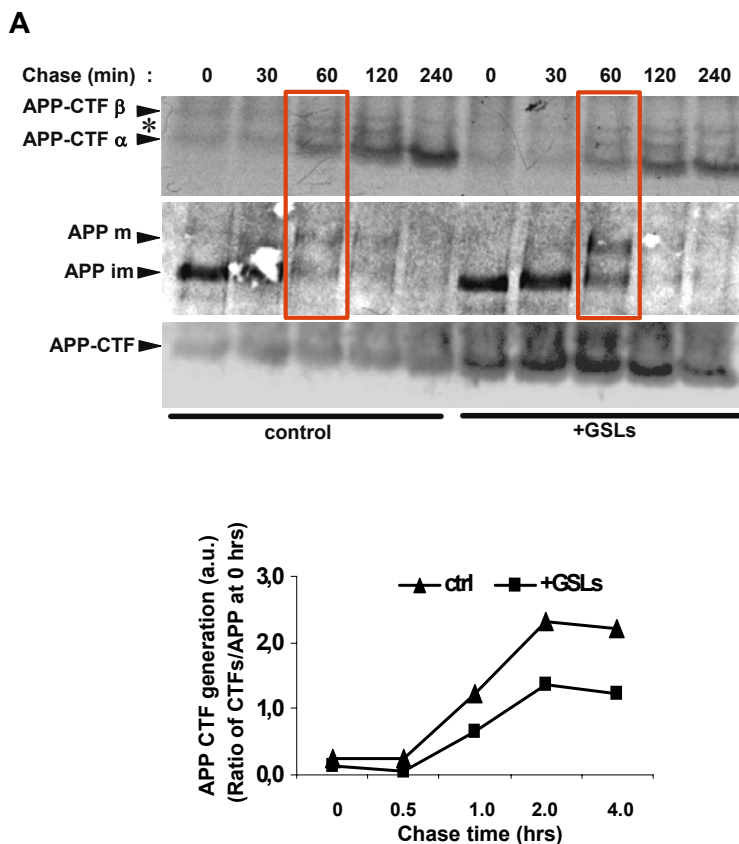 A
Chase (min) : 0 30 60 120 240 0 30 60 120 240
APP-CTF β
*
APP-CTF α
APP m
APP im
APP-CTF
control +GSLs
APP CTF generation (a.u.)
(Ratio of CTFs/APP at 0 hrs)
3,0
2,0
1,0
0,0
ctrl +GSLs
0 0.5 1.0 2.0 4.0
Chase time (hrs)